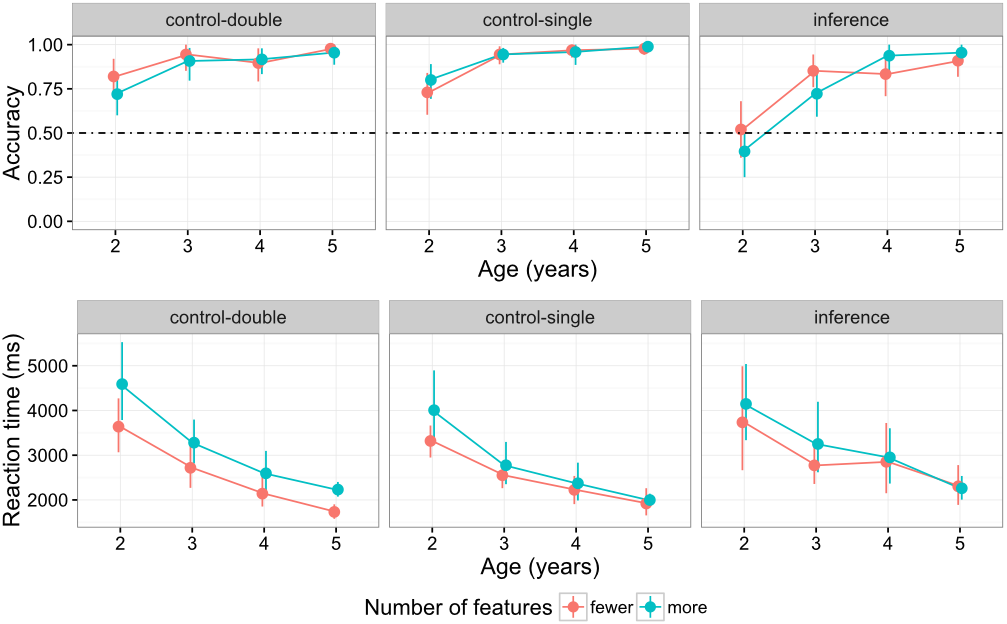 control-double control-single inference
Accuracy
1.00
0.75
0.50
0.25
0.00
2 3 4 5 2 3 4 5 2 3 4 5
Age (years)
control-double control-single inference
Reaction time (ms)
5000
4000
3000
2000
2 3 4 5 2 3 4 5 2 3 4 5
Age (years)
Number of features fewer more